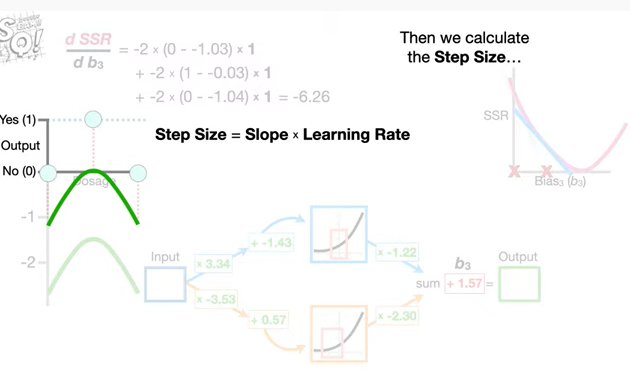 SQ!
d SSR
d b3
= -2 × (0 - -1.03) × 1
+ -2 × (1 - -0.03) × 1
+ -2 × (0 - -1.04) × 1 = -6.26
Then we calculate
the Step Size…
Step Size = Slope × Learning Rate
Yes (1)
Output
No (0)
Dosage
-1
-2
SSR
Bias3 (b3)
Input
× 3.34
+ -1.43
× -1.22
× -3.53
+ 0.57
× -2.30
b3
sum + 1.57 =
Output